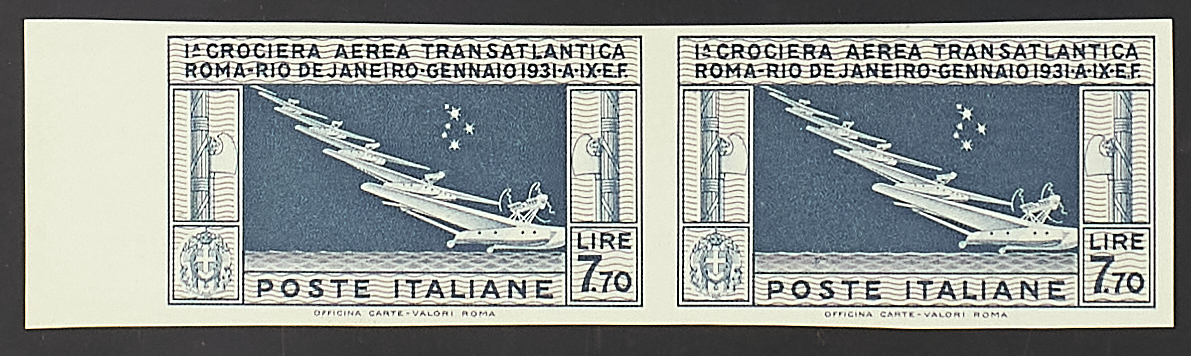 1ᴬ CROCIERA AEREA TRANSATLANTICA
ROMA-RIO DE JANEIRO-GENNAIO 1931·A·IX·E.F.
LIRE
7.70
POSTE ITALIANE
OFFICINA CARTE-VALORI ROMA
1ᴬ CROCIERA AEREA TRANSATLANTICA
ROMA-RIO DE JANEIRO-GENNAIO 1931·A·IX·E.F.
LIRE
7.70
POSTE ITALIANE
OFFICINA CARTE-VALORI ROMA